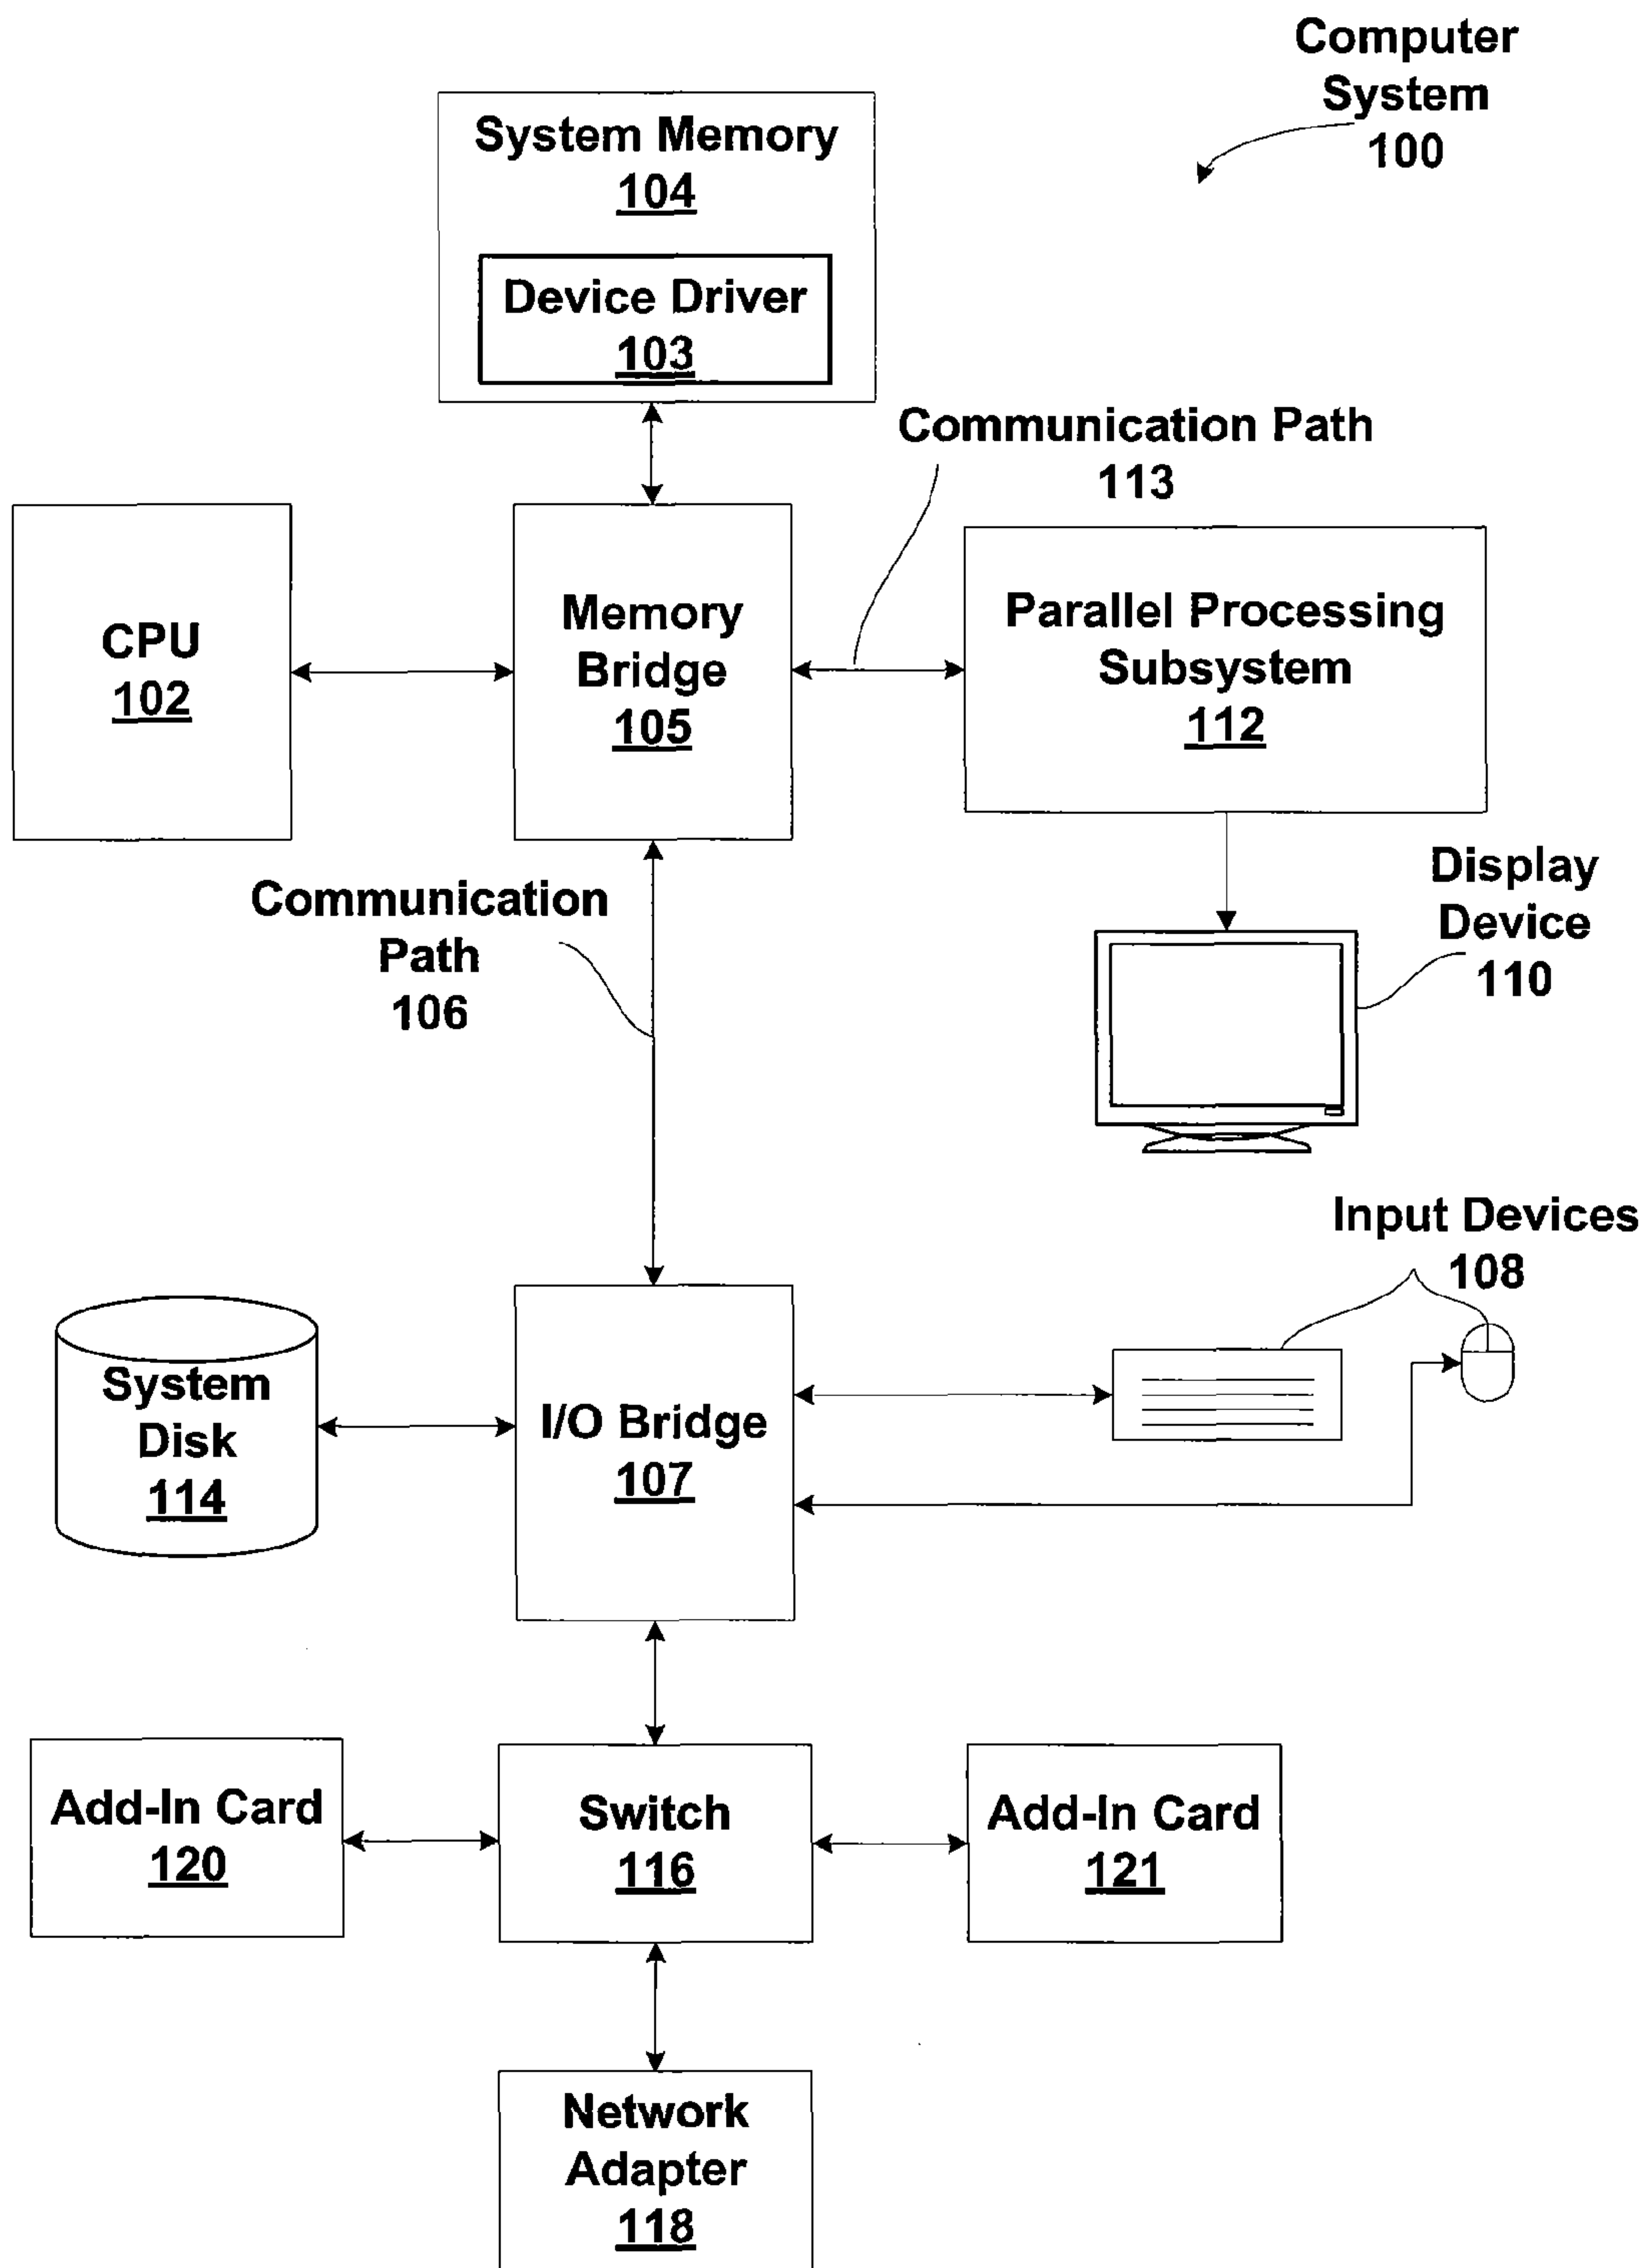 Computer
System
100
System Memory
104
Device Driver
103
Communication Path
113
CPU
102
Memory
Bridge
105
Parallel Processing
Subsystem
112
Communication
Path
106
Display
Device
110
Input Devices
108
System
Disk
114
I/O Bridge
107
Add-In Card
120
Switch
116
Add-In Card
121
Network
Adapter
118